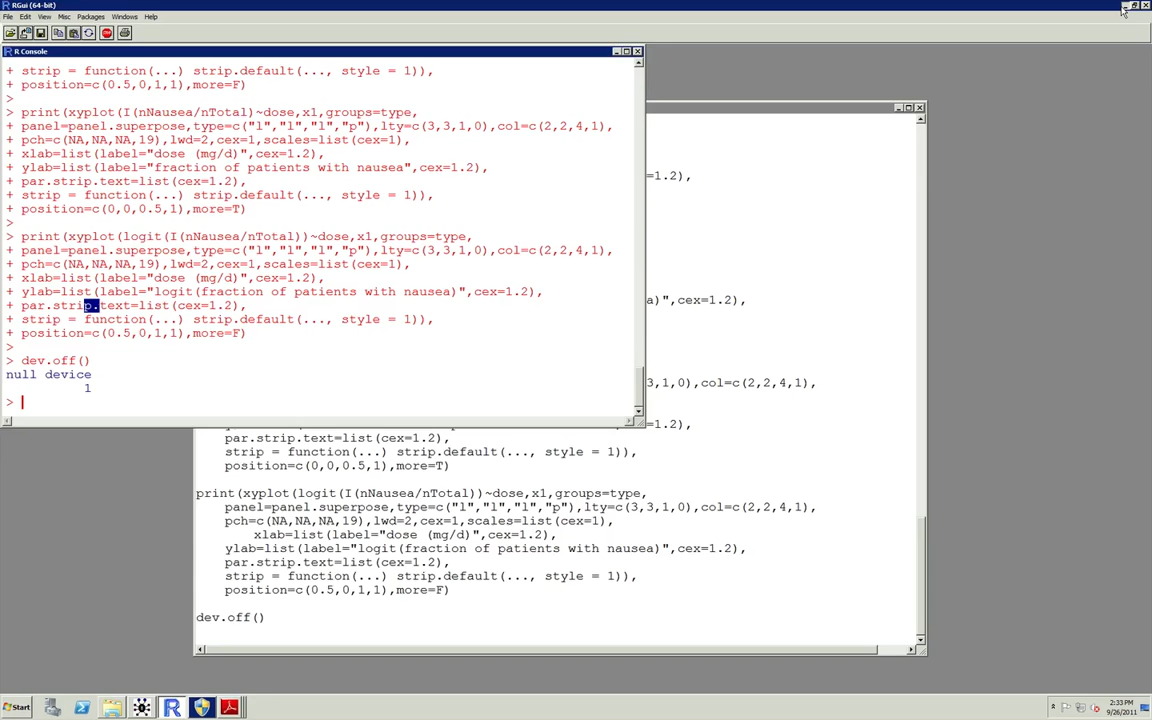 RGui (64-bit)
File Edit View Misc Packages Windows Help
STOP
R Console
+ strip = function(...) strip.default(..., style = 1)),
+ position=c(0.5,0,1,1),more=F)
>
> print(xyplot(I(nNausea/nTotal)~dose,x1,groups=type,
+ panel=panel.superpose,type=c("l","l","l","p"),lty=c(3,3,1,0),col=c(2,2,4,1),
+ pch=c(NA,NA,NA,19),lwd=2,cex=1,scales=list(cex=1),
+ xlab=list(label="dose (mg/d)",cex=1.2),
+ ylab=list(label="fraction of patients with nausea",cex=1.2),
+ par.strip.text=list(cex=1.2),
+ strip = function(...) strip.default(..., style = 1)),
+ position=c(0,0,0.5,1),more=T)
>
> print(xyplot(logit(I(nNausea/nTotal))~dose,x1,groups=type,
+ panel=panel.superpose,type=c("l","l","l","p"),lty=c(3,3,1,0),col=c(2,2,4,1),
+ pch=c(NA,NA,NA,19),lwd=2,cex=1,scales=list(cex=1),
+ xlab=list(label="dose (mg/d)",cex=1.2),
+ ylab=list(label="logit(fraction of patients with nausea)",cex=1.2),
+ par.strip.text=list(cex=1.2),
+ strip = function(...) strip.default(..., style = 1)),
+ position=c(0.5,0,1,1),more=F)
>
> dev.off()
null device
1
>
=1.2),
a)",cex=1.2),
3,1,0),col=c(2,2,4,1),
=1.2),
par.strip.text=list(cex=1.2),
strip = function(...) strip.default(..., style = 1)),
position=c(0,0,0.5,1),more=T)
print(xyplot(logit(I(nNausea/nTotal))~dose,x1,groups=type,
panel=panel.superpose,type=c("l","l","l","p"),lty=c(3,3,1,0),col=c(2,2,4,1),
pch=c(NA,NA,NA,19),lwd=2,cex=1,scales=list(cex=1),
xlab=list(label="dose (mg/d)",cex=1.2),
ylab=list(label="logit(fraction of patients with nausea)",cex=1.2),
par.strip.text=list(cex=1.2),
strip = function(...) strip.default(..., style = 1)),
position=c(0.5,0,1,1),more=F)
dev.off()
Start
2:33 PM
9/26/2011